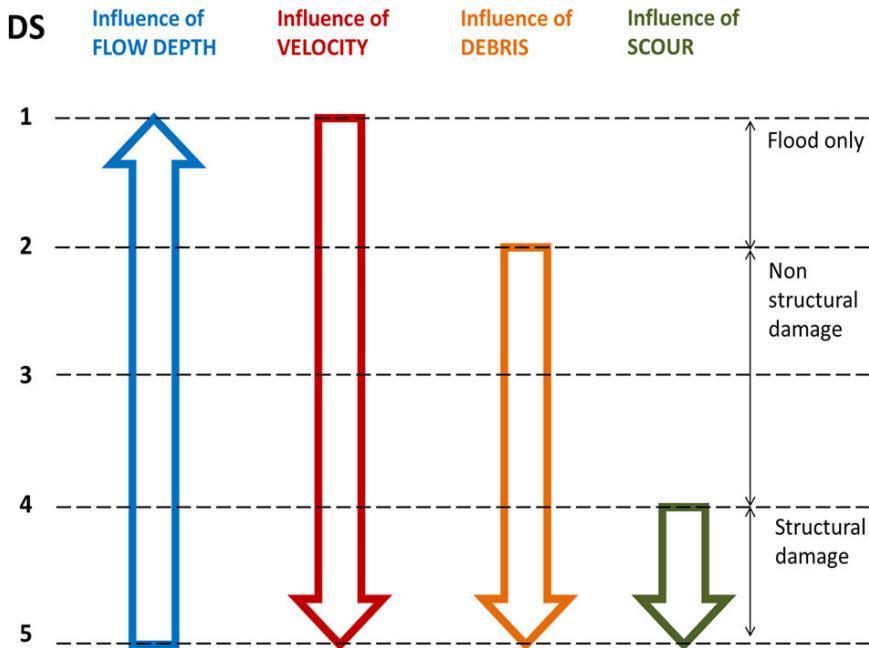 DS
Influence of
FLOW DEPTH
Influence of
VELOCITY
Influence of
DEBRIS
Influence of
SCOUR
1
Flood only
2
Non
structural
damage
3
4
Structural
damage
5